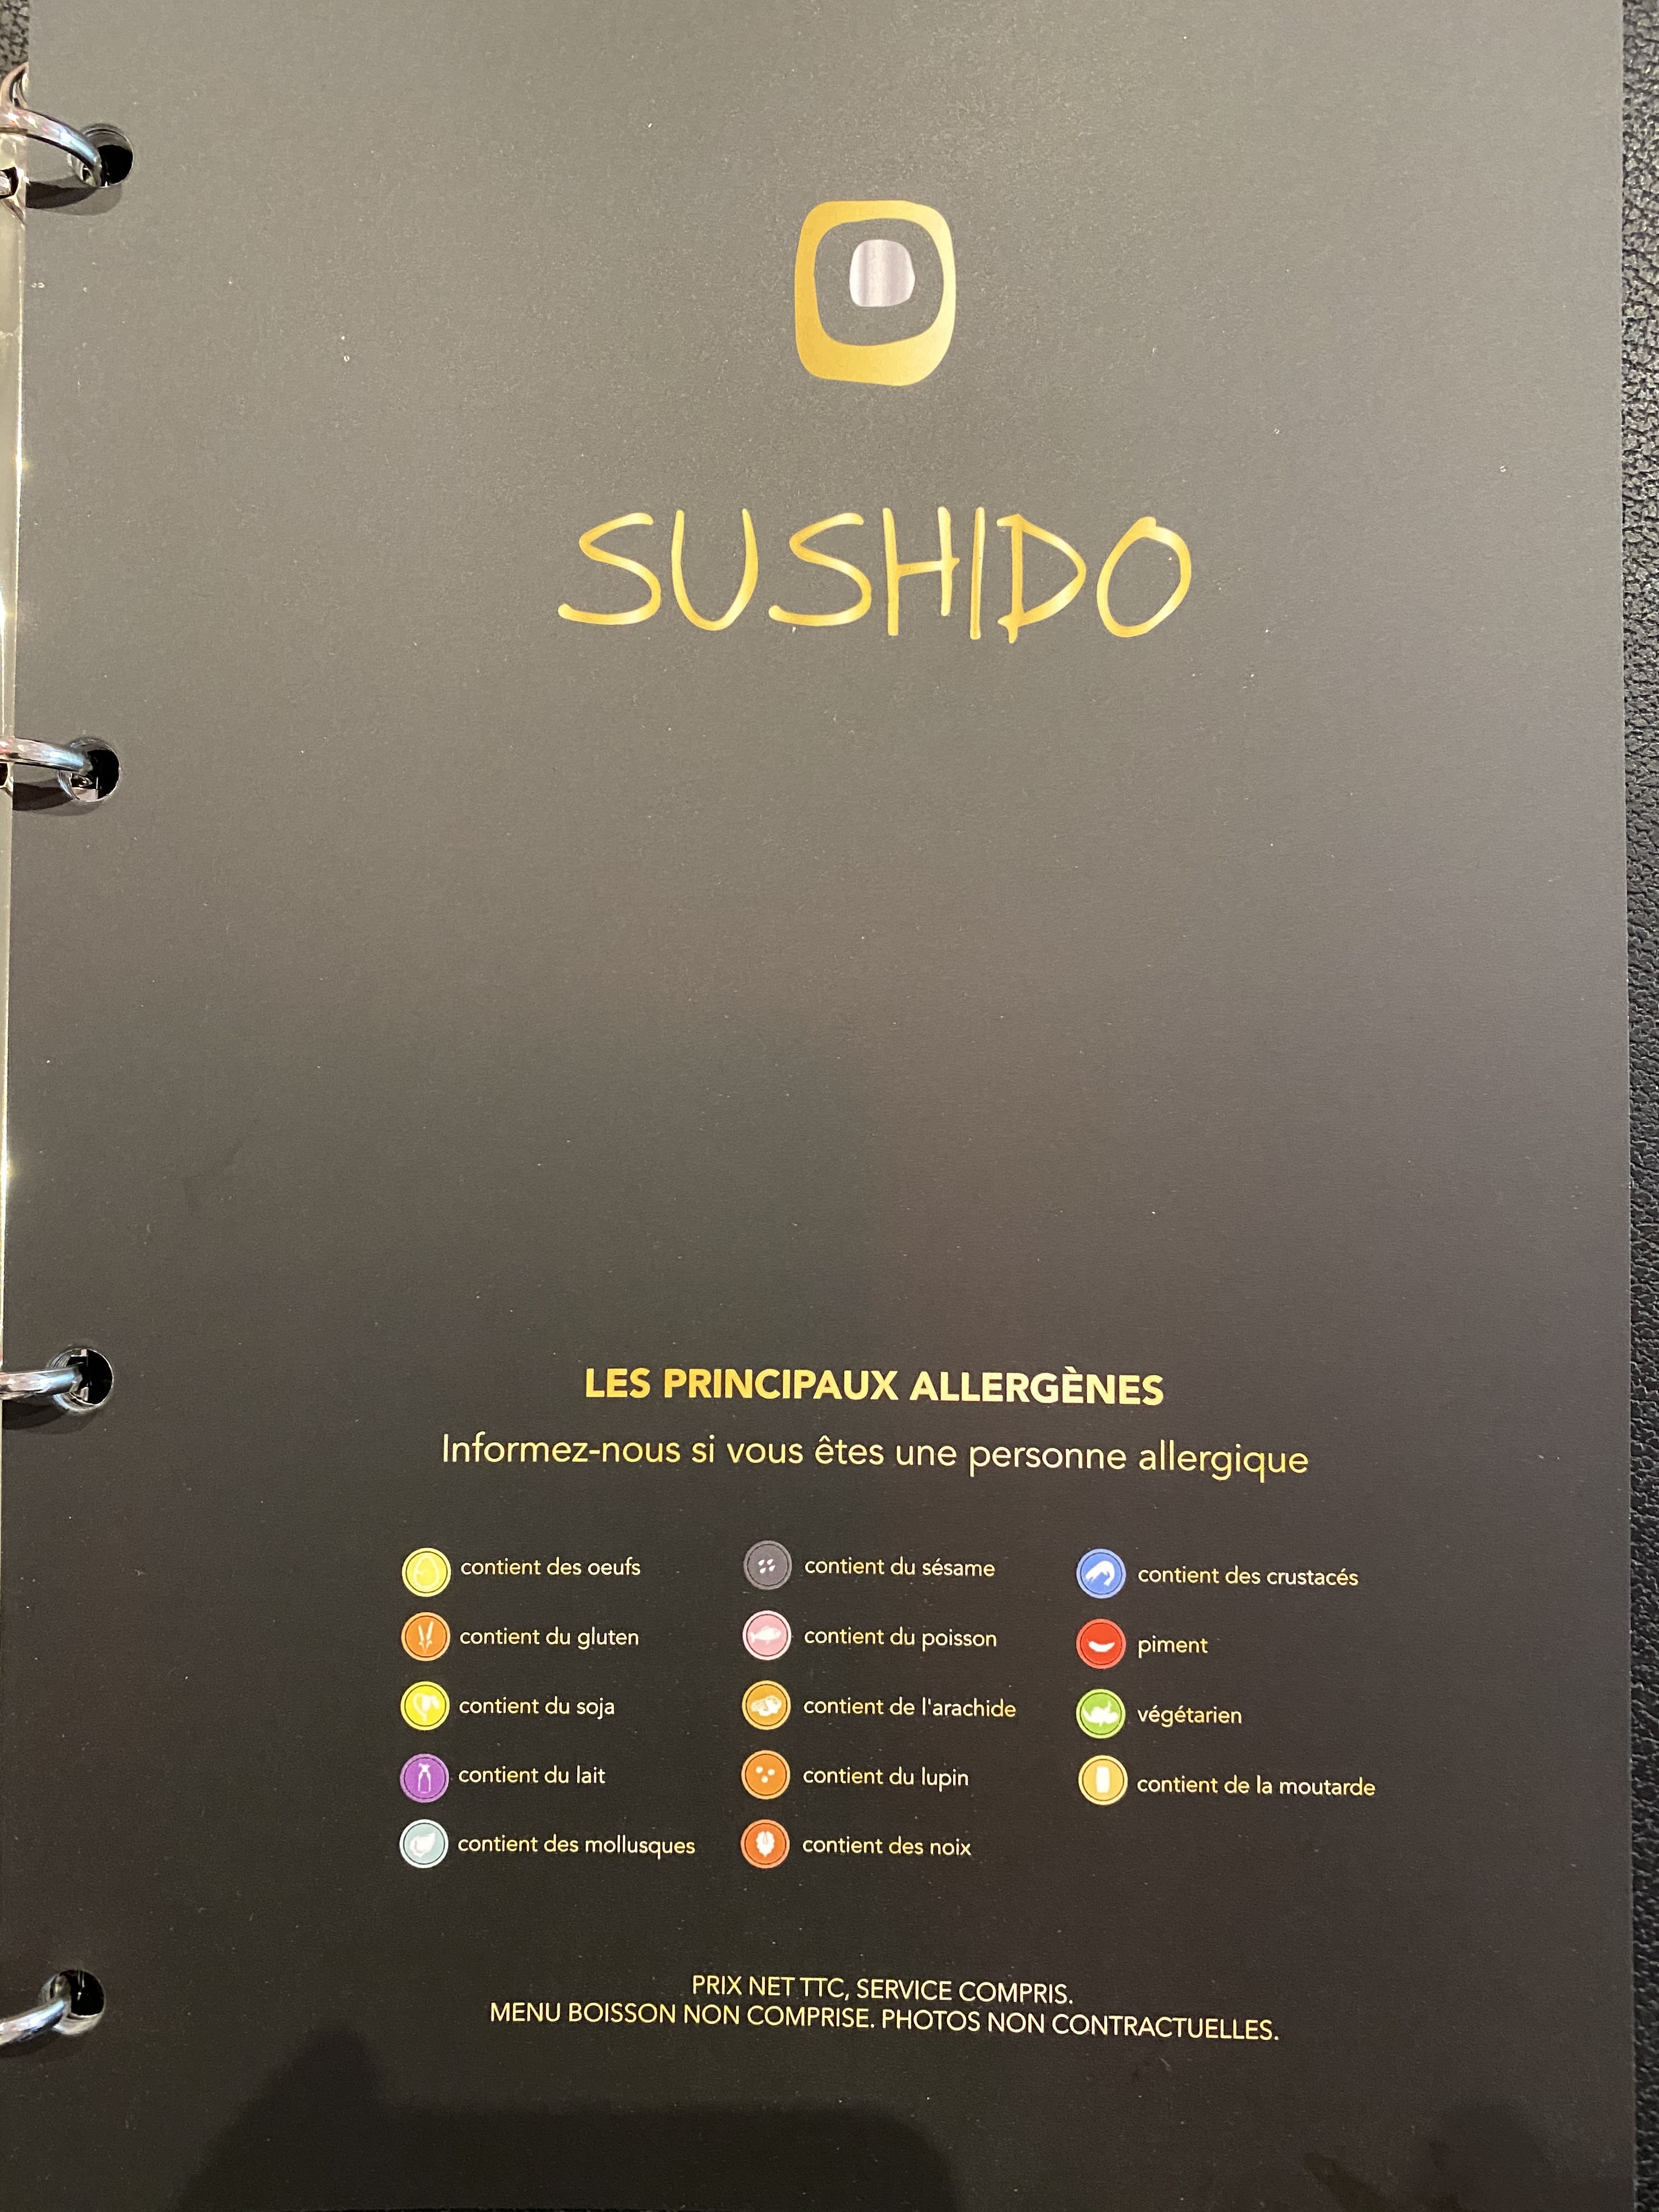 SUSHIDO
LES PRINCIPAUX ALLERGÈNES
Informez-nous si vous êtes une personne allergique
contient des oeufs
contient du gluten
contient du soja
contient du lait
contient des mollusques
contient du sésame
contient du poisson
contient de l'arachide
contient du lupin
contient des noix
contient des crustacés
piment
végétarien
contient de la moutarde
PRIX NET TTC, SERVICE COMPRIS.
MENU BOISSON NON COMPRISE. PHOTOS NON CONTRACTUELLES.